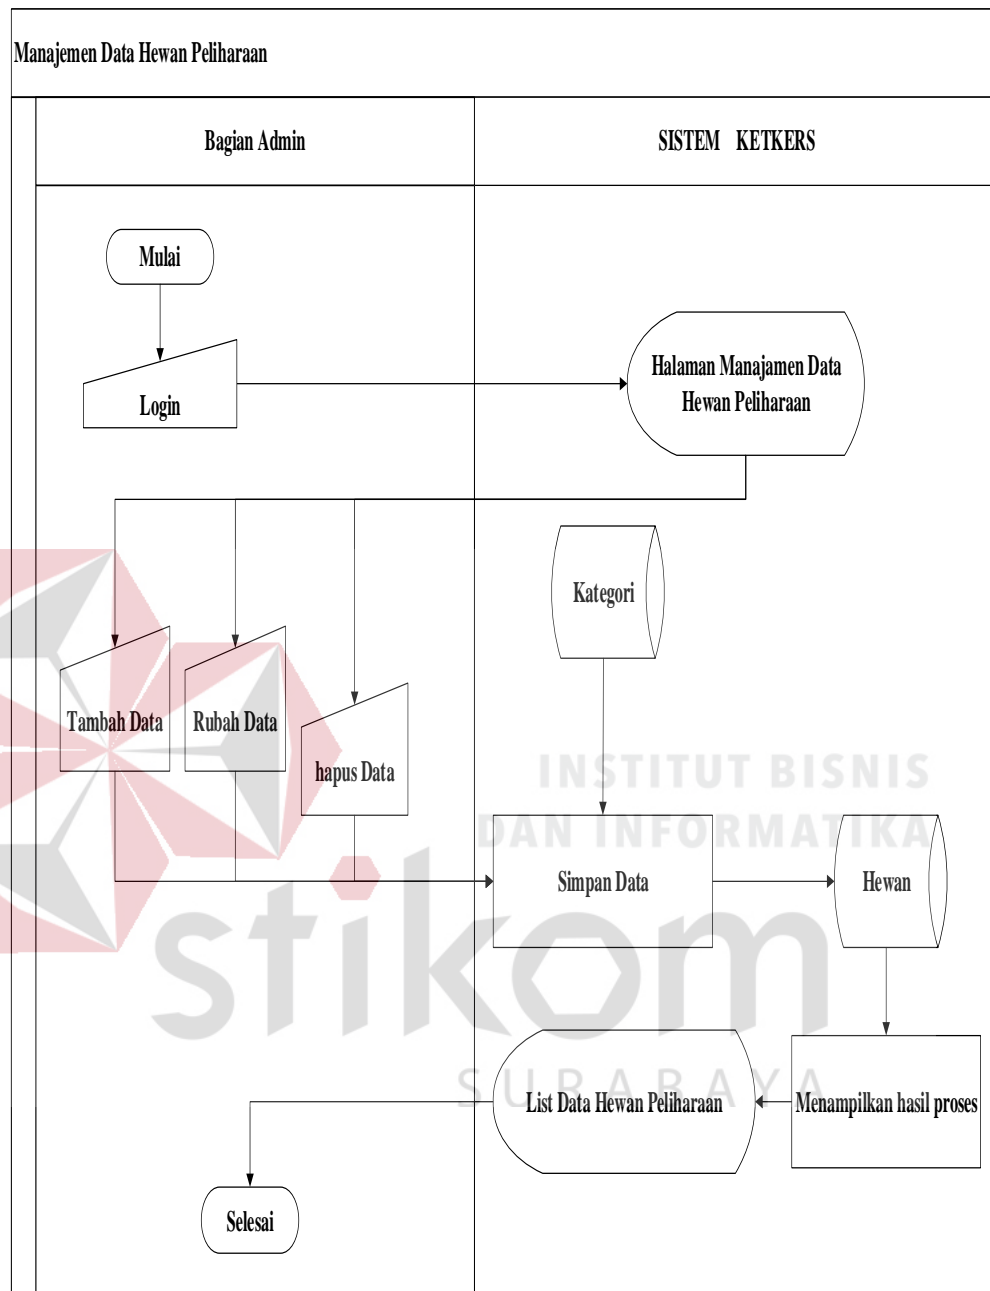 Manajemen Data Hewan Peliharaan
Bagian Admin
SISTEM KETKERS
Mulai
Login
Halaman Manajamen Data
Hewan Peliharaan
Kategori
Tambah Data
Rubah Data
hapus Data
INSTITUT BISNIS
DAN INFORMATIKA
Simpan Data
Hewan
stikom
SURABAYA
List Data Hewan Peliharaan
Menampilkan hasil proses
Selesai